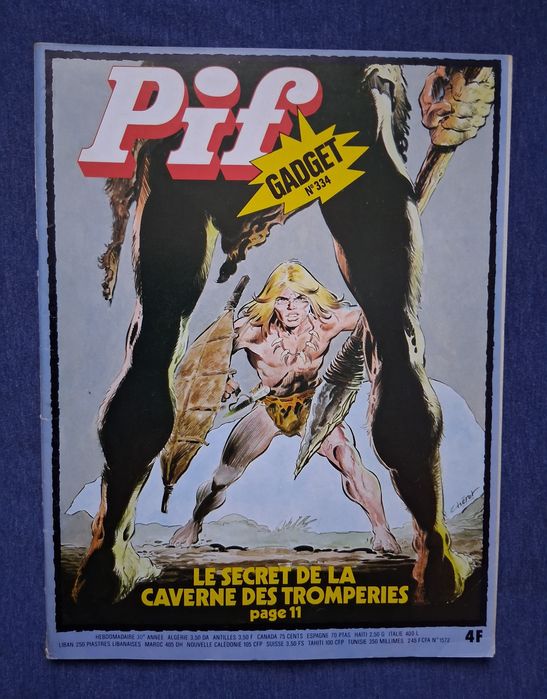 Pif
GADGET
N° 334
C. Chéret
LE SECRET DE LA
CAVERNE DES TROMPERIES
page 11
HEBDOMADAIRE 30e ANNÉE ALGÉRIE 3,50 DA ANTILLES 3,50 F CANADA 75 CENTS ESPAGNE 70 PTAS HAÏTI 2,50 G ITALIE 400 L
LIBAN 250 PIASTRES LIBANAISES MAROC 405 DH NOUVELLE CALÉDONIE 105 CFP SUISSE 3,50 FS TAHITI 100 CFP TUNISIE 350 MILLIMES 245 F CFA N° 1572
4F